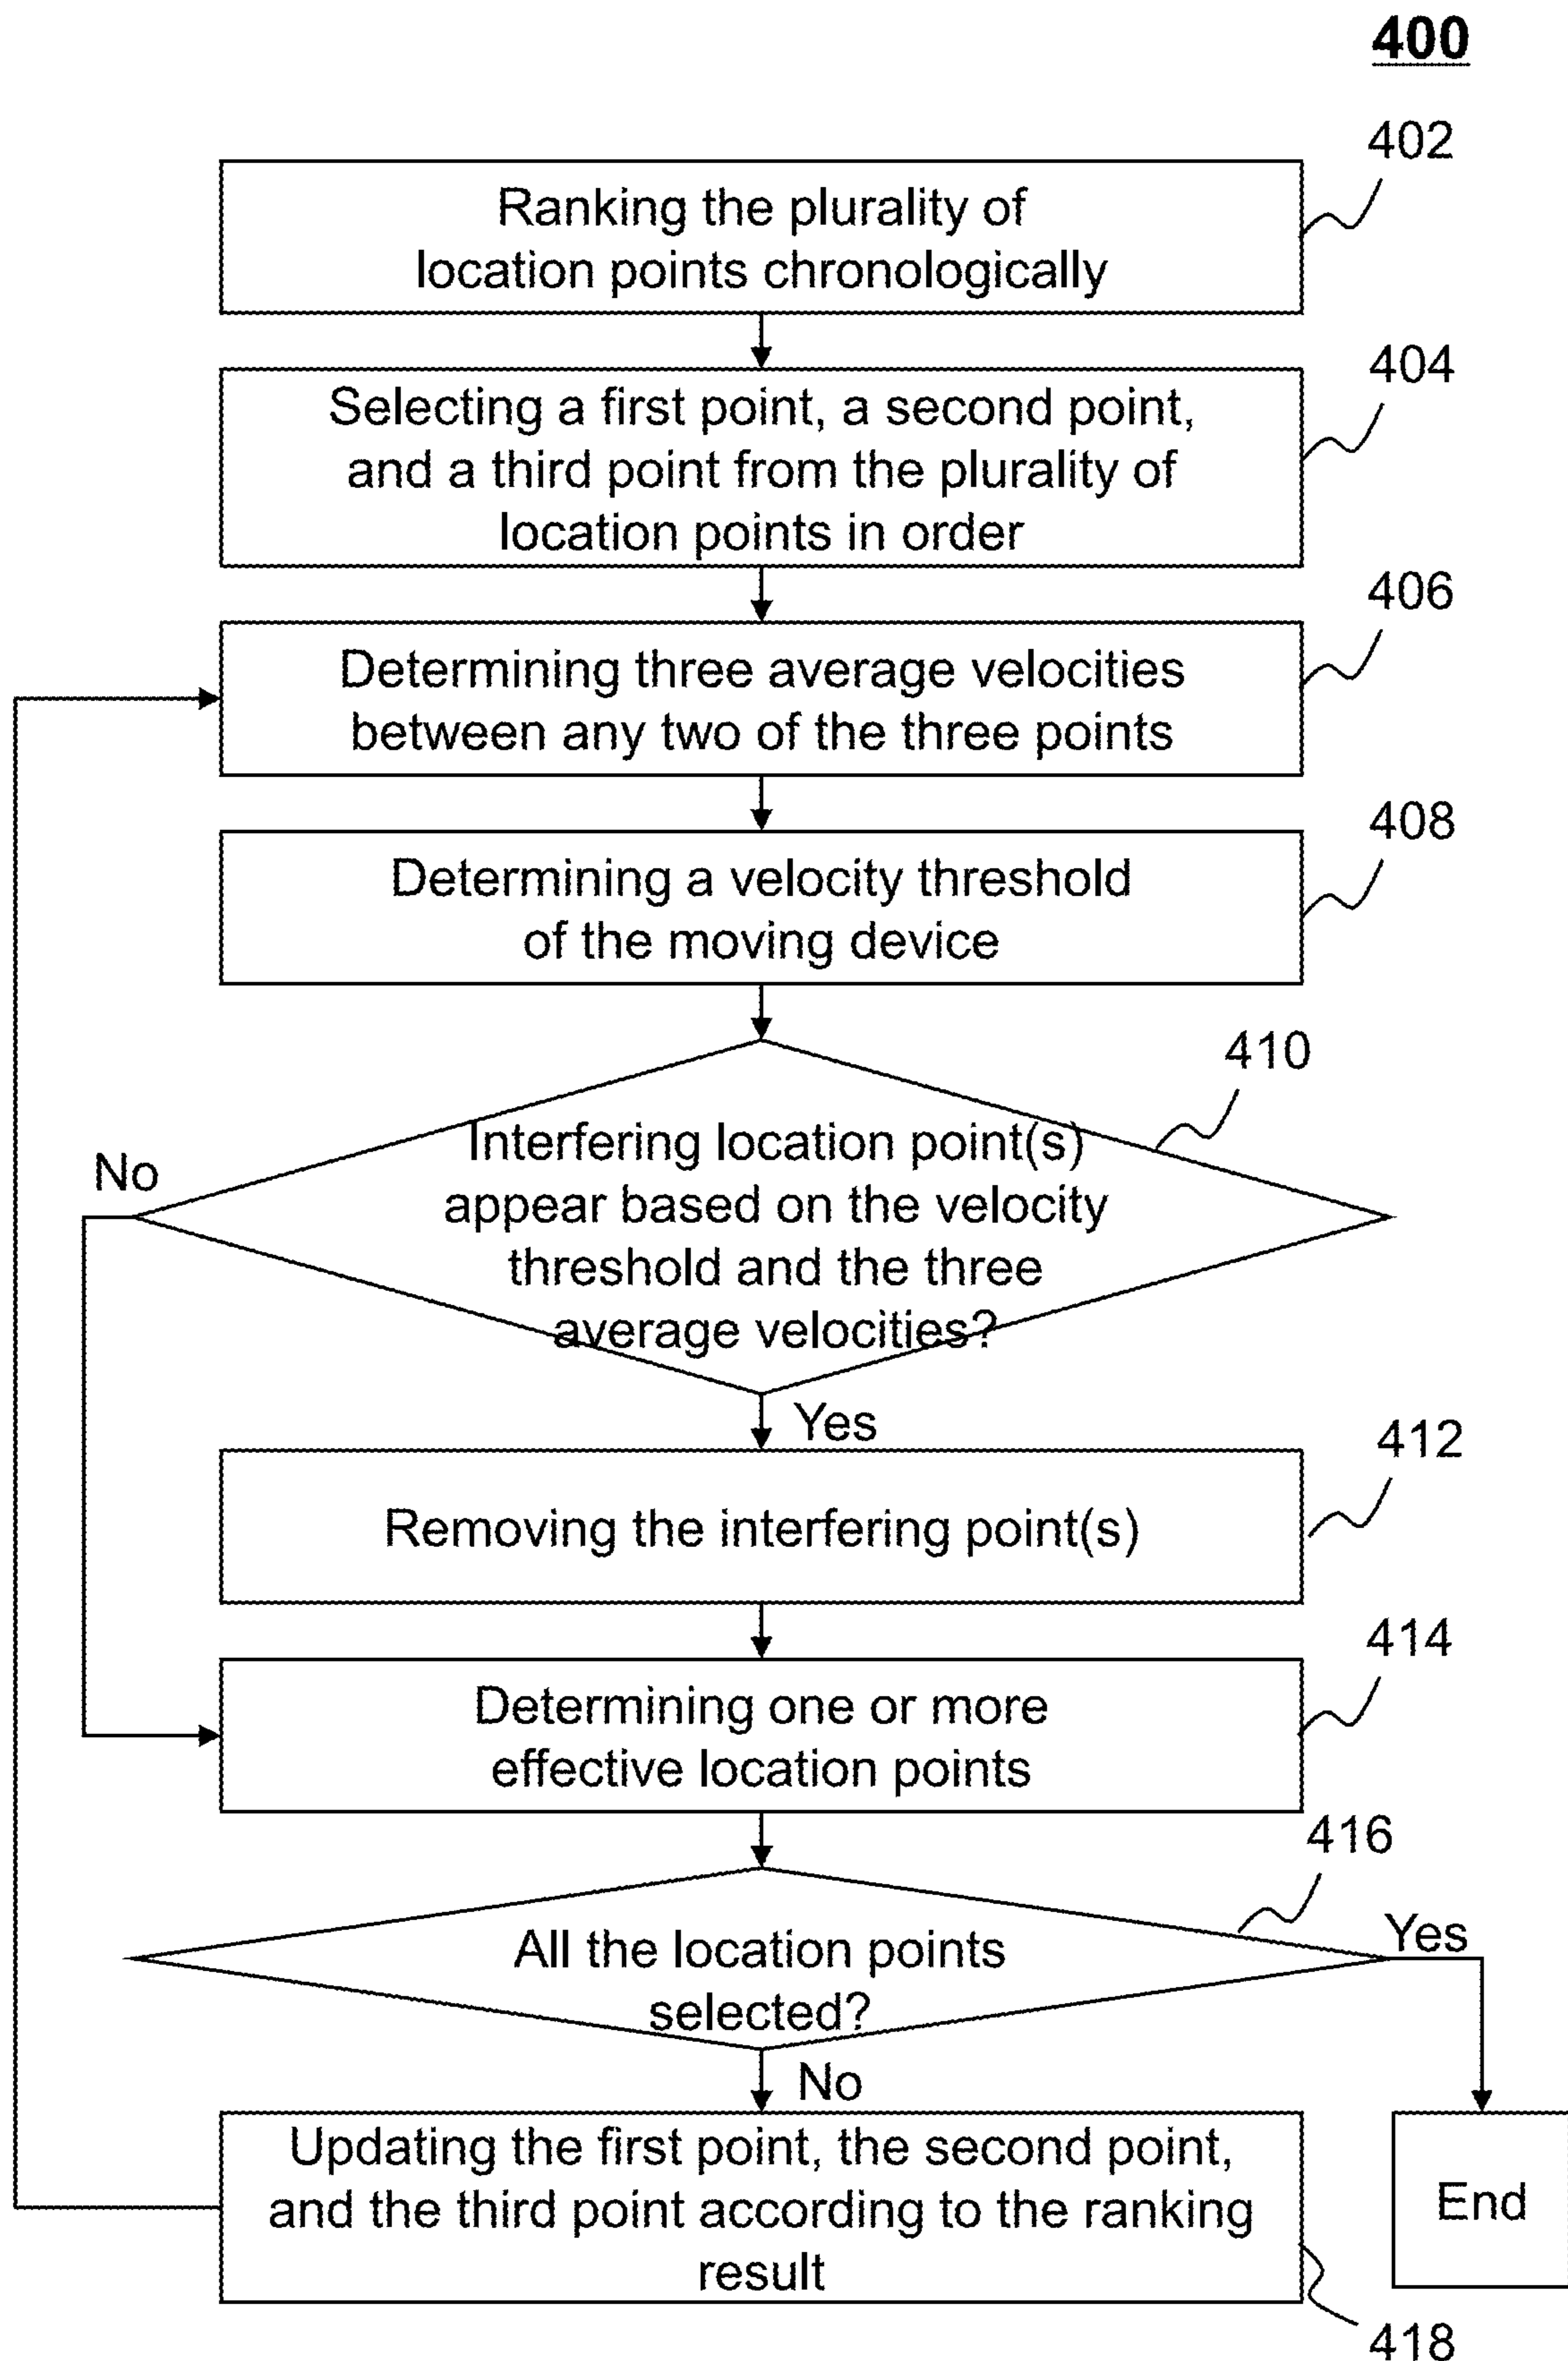 400
402
Ranking the plurality of
location points chronologically
404
Selecting a first point, a second point,
and a third point from the plurality of
location points in order
406
Determining three average velocities
between any two of the three points
408
Determining a velocity threshold
of the moving device
410
Interfering location point(s)
appear based on the velocity
threshold and the three
average velocities?
No
Yes
412
Removing the interfering point(s)
414
Determining one or more
effective location points
416
All the location points
selected?
Yes
No
Updating the first point, the second point,
and the third point according to the ranking
result
End
418